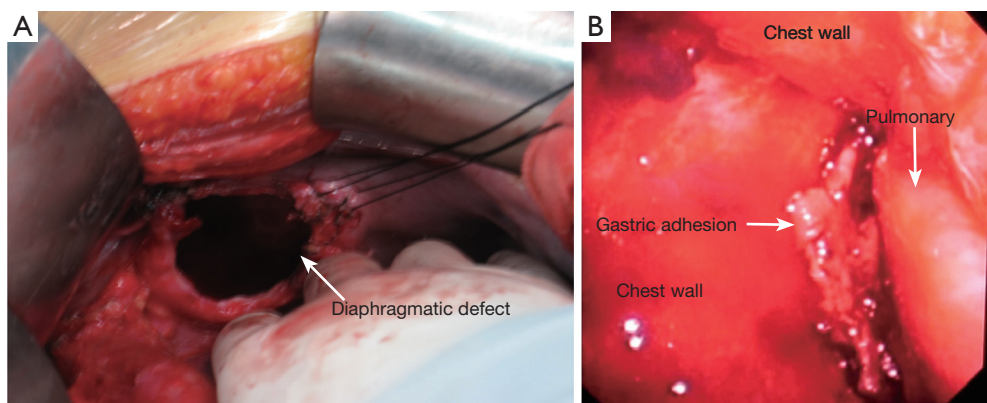 A
Diaphragmatic defect
B
Chest wall
Pulmonary
Gastric adhesion
Chest wall